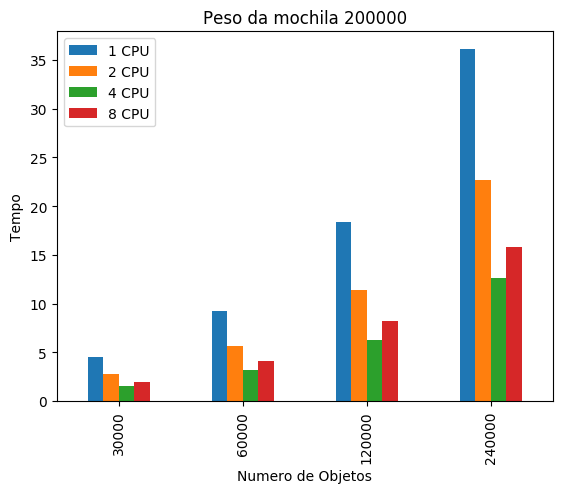 Peso da mochila 200000
1 CPU
2 CPU
4 CPU
8 CPU
Tempo
35
30
25
20
15
10
5
0
30000
60000
120000
240000
Numero de Objetos